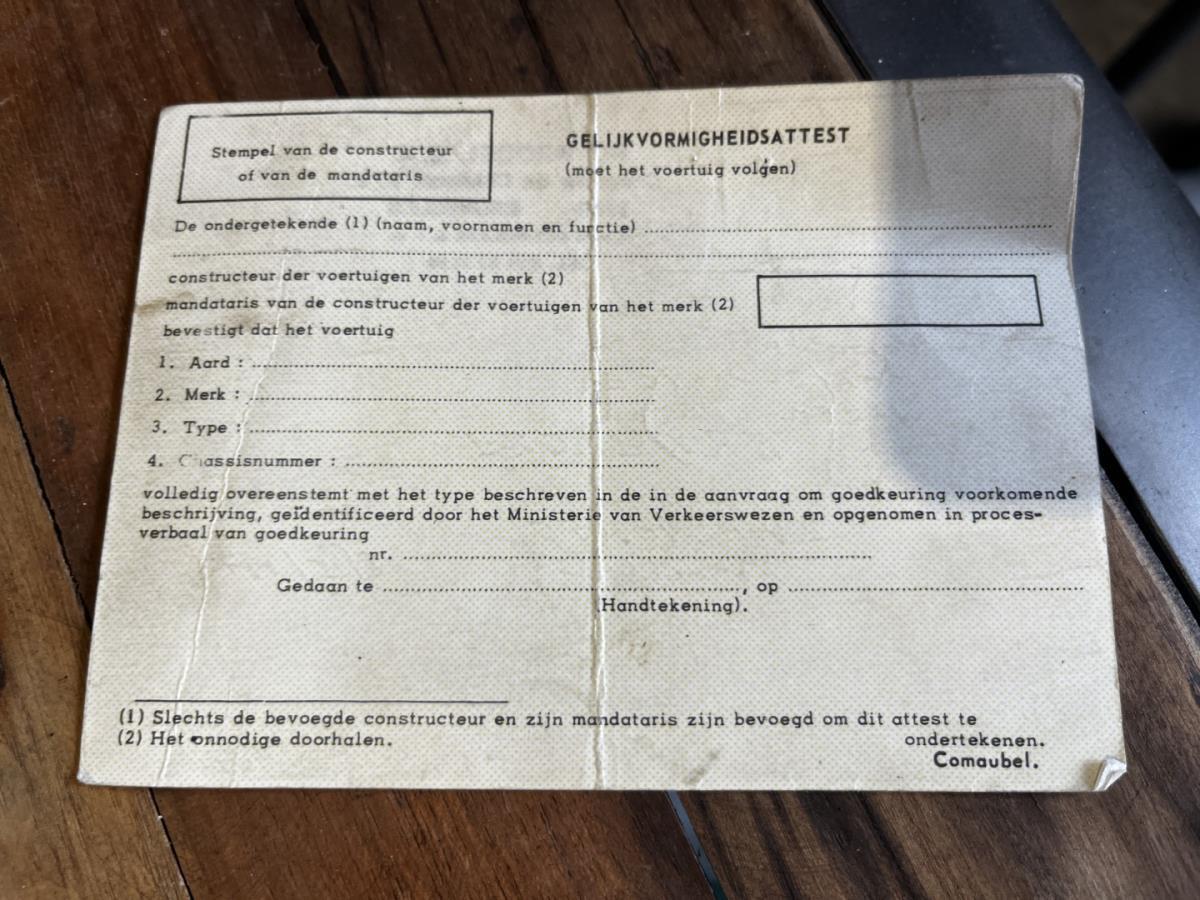 Stempel van de constructeur
of van de mandataris
GELIJKVORMIGHEIDSATTEST
(moet het voertuig volgen)
De ondergetekende (1) (naam, voornamen en functie)
constructeur der voertuigen van het merk (2)
mandataris van de constructeur der voertuigen van het merk (2)
bevestigt dat het voertuig
1. Aard :
2. Merk :
3. Type :
4. Chassisnummer :
volledig overeenstemt met het type beschreven in de in de aanvraag om goedkeuring voorkomende
beschrijving, geïdentificeerd door het Ministerie van Verkeerswezen en opgenomen in proces-
verbaal van goedkeuring
nr.
Gedaan te , op
(Handtekening).
(1) Slechts de bevoegde constructeur en zijn mandataris zijn bevoegd om dit attest te
ondertekenen.
(2) Het onnodige doorhalen.
Comaubel.